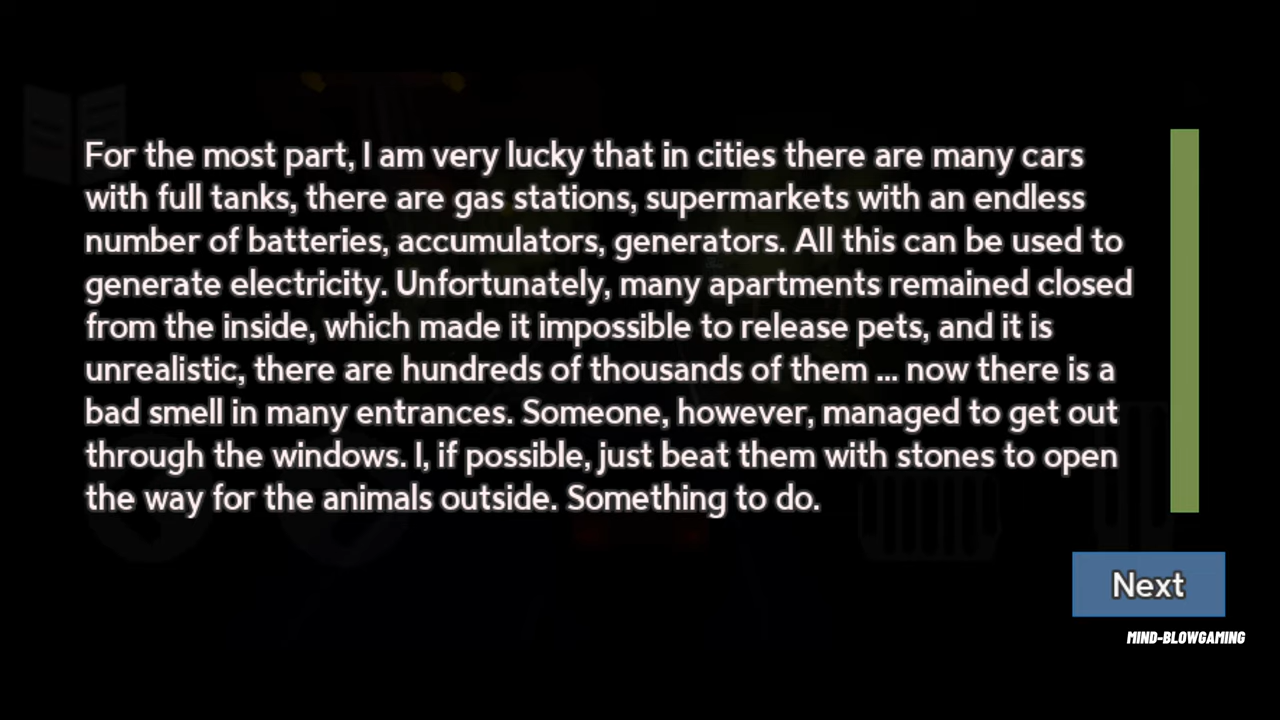 For the most part, I am very lucky that in cities there are many cars
with full tanks, there are gas stations, supermarkets with an endless
number of batteries, accumulators, generators. All this can be used to
generate electricity. Unfortunately, many apartments remained closed
from the inside, which made it impossible to release pets, and it is
unrealistic, there are hundreds of thousands of them ... now there is a
bad smell in many entrances. Someone, however, managed to get out
through the windows. I, if possible, just beat them with stones to open
the way for the animals outside. Something to do.
Next
MIND-BLOWGAMING